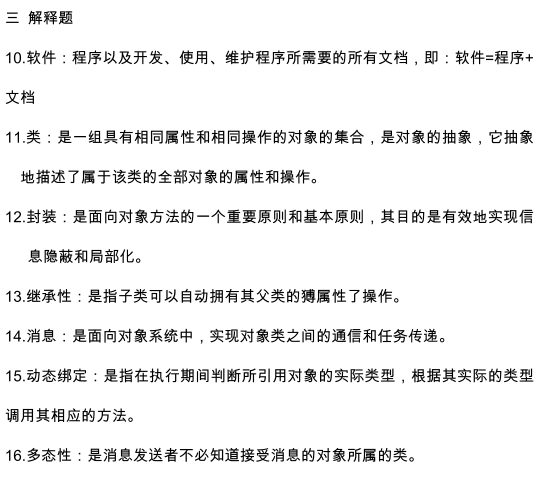 三 解释题
10.软件：程序以及开发、使用、维护程序所需要的所有文档，即：软件=程序+
文档
11.类：是一组具有相同属性和相同操作的对象的集合，是对象的抽象，它抽象
地描述了属于该类的全部对象的属性和操作。
12.封装：是面向对象方法的一个重要原则和基本原则，其目的是有效地实现信
息隐蔽和局部化。
13.继承性：是指子类可以自动拥有其父类的属性了操作。
14.消息：是面向对象系统中，实现对象类之间的通信和任务传递。
15.动态绑定：是指在执行期间判断所引用对象的实际类型，根据其实际的类型
调用其相应的方法。
16.多态性：是消息发送者不必知道接受消息的对象所属的类。